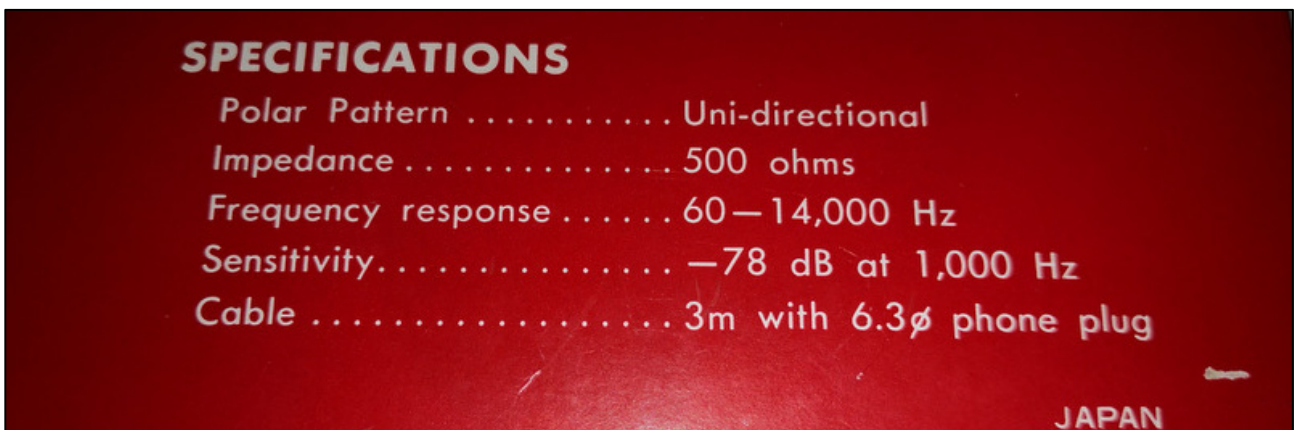 SPECIFICATIONS
Polar Pattern ........... Uni-directional
Impedance .............. 500 ohms
Frequency response ...... 60—14,000 Hz
Sensitivity................ —78 dB at 1,000 Hz
Cable .................. 3m with 6.3ø phone plug
JAPAN